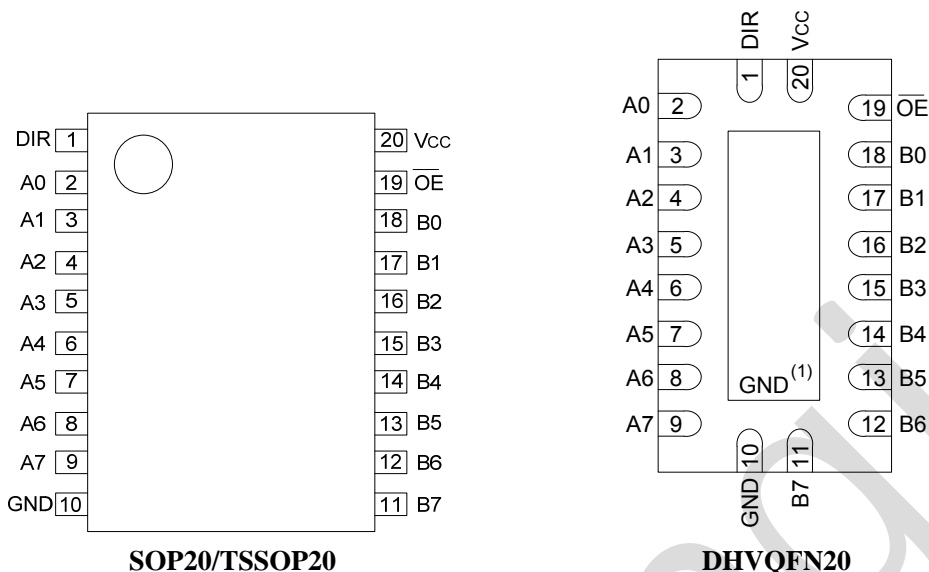 DIR 1 20 Vcc
A0 2 19 O̅E̅
A1 3 18 B0
A2 4 17 B1
A3 5 16 B2
A4 6 15 B3
A5 7 14 B4
A6 8 13 B5
A7 9 12 B6
GND 10 11 B7
SOP20/TSSOP20
DIR Vcc
1 20
A0 2 19 O̅E̅
A1 3 18 B0
A2 4 17 B1
A3 5 16 B2
A4 6 15 B3
A5 7 14 B4
A6 8 13 B5
GND(1)
A7 9 12 B6
GND 10 B7 11
DHVQFN20